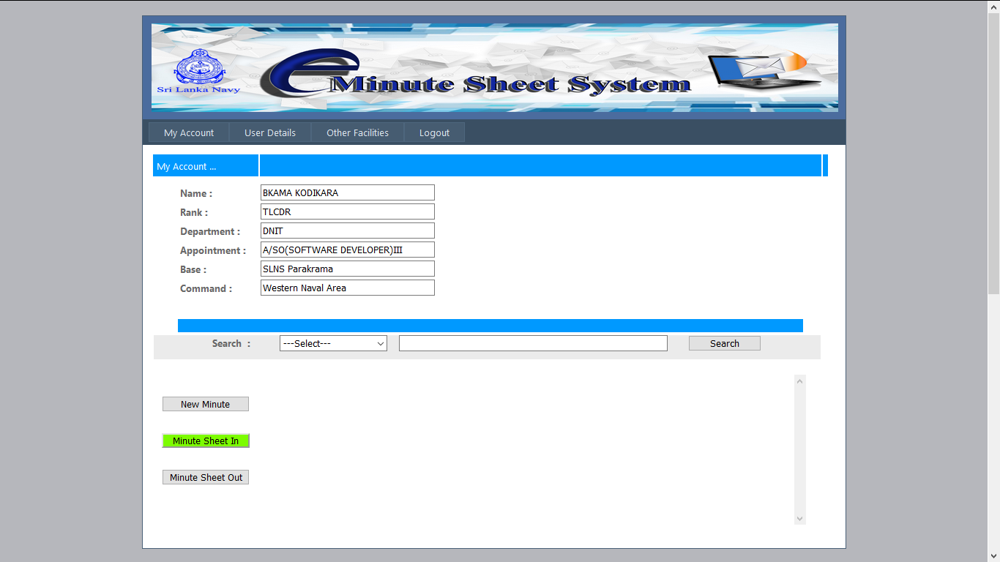 Sri Lanka Navy
e Minute Sheet System
My Account User Details Other Facilities Logout
My Account ...
Name : BKAMA KODIKARA
Rank : TLCDR
Department : DNIT
Appointment : A/SO(SOFTWARE DEVELOPER)III
Base : SLNS Parakrama
Command : Western Naval Area
Search : ---Select--- Search
New Minute
Minute Sheet In
Minute Sheet Out